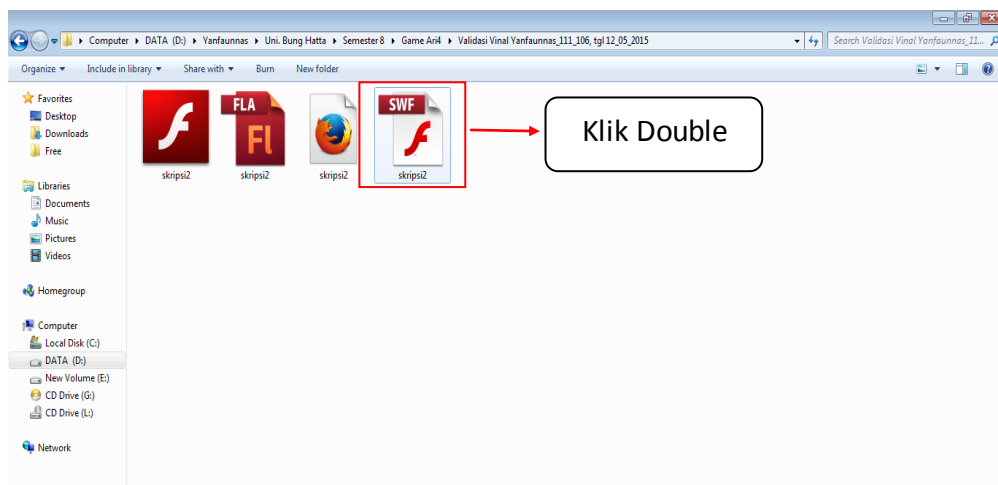 Computer ▸ DATA (D:) ▸ Yanfaunnas ▸ Uni. Bung Hatta ▸ Semester 8 ▸ Game Ari4 ▸ Validasi Vinal Yanfaunnas_111_106, tgl 12_05_2015
Search Validasi Vinal Yanfaunnas_11...
Organize Include in library Share with Burn New folder
Favorites
Desktop
Downloads
Free
Libraries
Documents
Music
Pictures
Videos
Homegroup
Computer
Local Disk (C:)
DATA (D:)
New Volume (E:)
CD Drive (G:)
CD Drive (L:)
Network
FLA
Fl
SWF
skripsi2 skripsi2 skripsi2 skripsi2
Klik Double